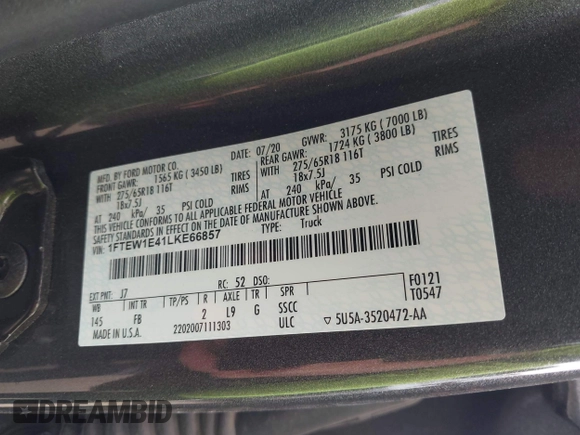 MFD. BY FORD MOTOR CO.
DATE: 07/20 GVWR: 3175 KG ( 7000 LB)
FRONT GAWR: 1565 KG ( 3450 LB) REAR GAWR: 1724 KG ( 3800 LB)
275/65R18 116T TIRES 275/65R18 116T TIRES
18x7.5J RIMS 18x7.5J RIMS
AT 240 kPa/ 35 PSI COLD AT 240 kPa/ 35 PSI COLD
THIS VEHICLE CONFORMS TO ALL APPLICABLE FEDERAL MOTOR VEHICLE
SAFETY STANDARDS IN EFFECT ON THE DATE OF MANUFACTURE SHOWN ABOVE.
VIN: 1FTEW1E41LKE66857 TYPE: Truck
EXT PNT: J7 RC: 52 DSO: F0121
WB INT TR TP/PS R AXLE TR SPR T0547
145 FB 2 L9 G SSCC
MADE IN U.S.A. 2202007111303 ULC ▽ 5U5A-3520472-AA
DREAMBID